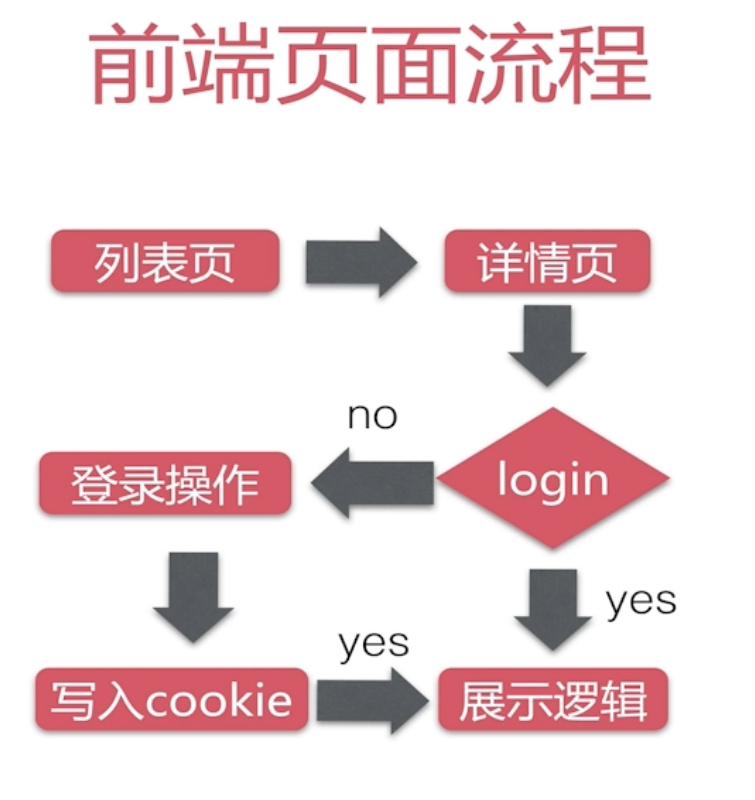 前端页面流程
列表页
详情页
no
登录操作
login
yes
yes
写入cookie
展示逻辑